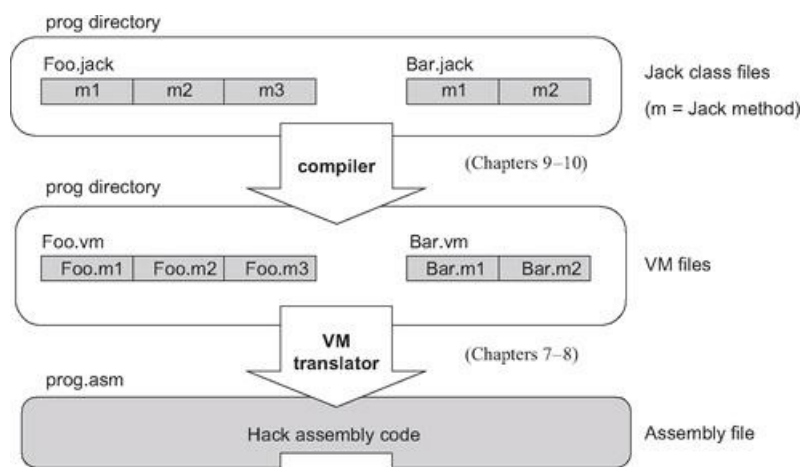 prog directory
Foo.jack
Bar.jack
m1 m2 m3
m1 m2
Jack class files
(m = Jack method)
compiler
(Chapters 9–10)
prog directory
Foo.vm
Bar.vm
Foo.m1 Foo.m2 Foo.m3
Bar.m1 Bar.m2
VM files
VM
translator
(Chapters 7–8)
prog.asm
Hack assembly code
Assembly file